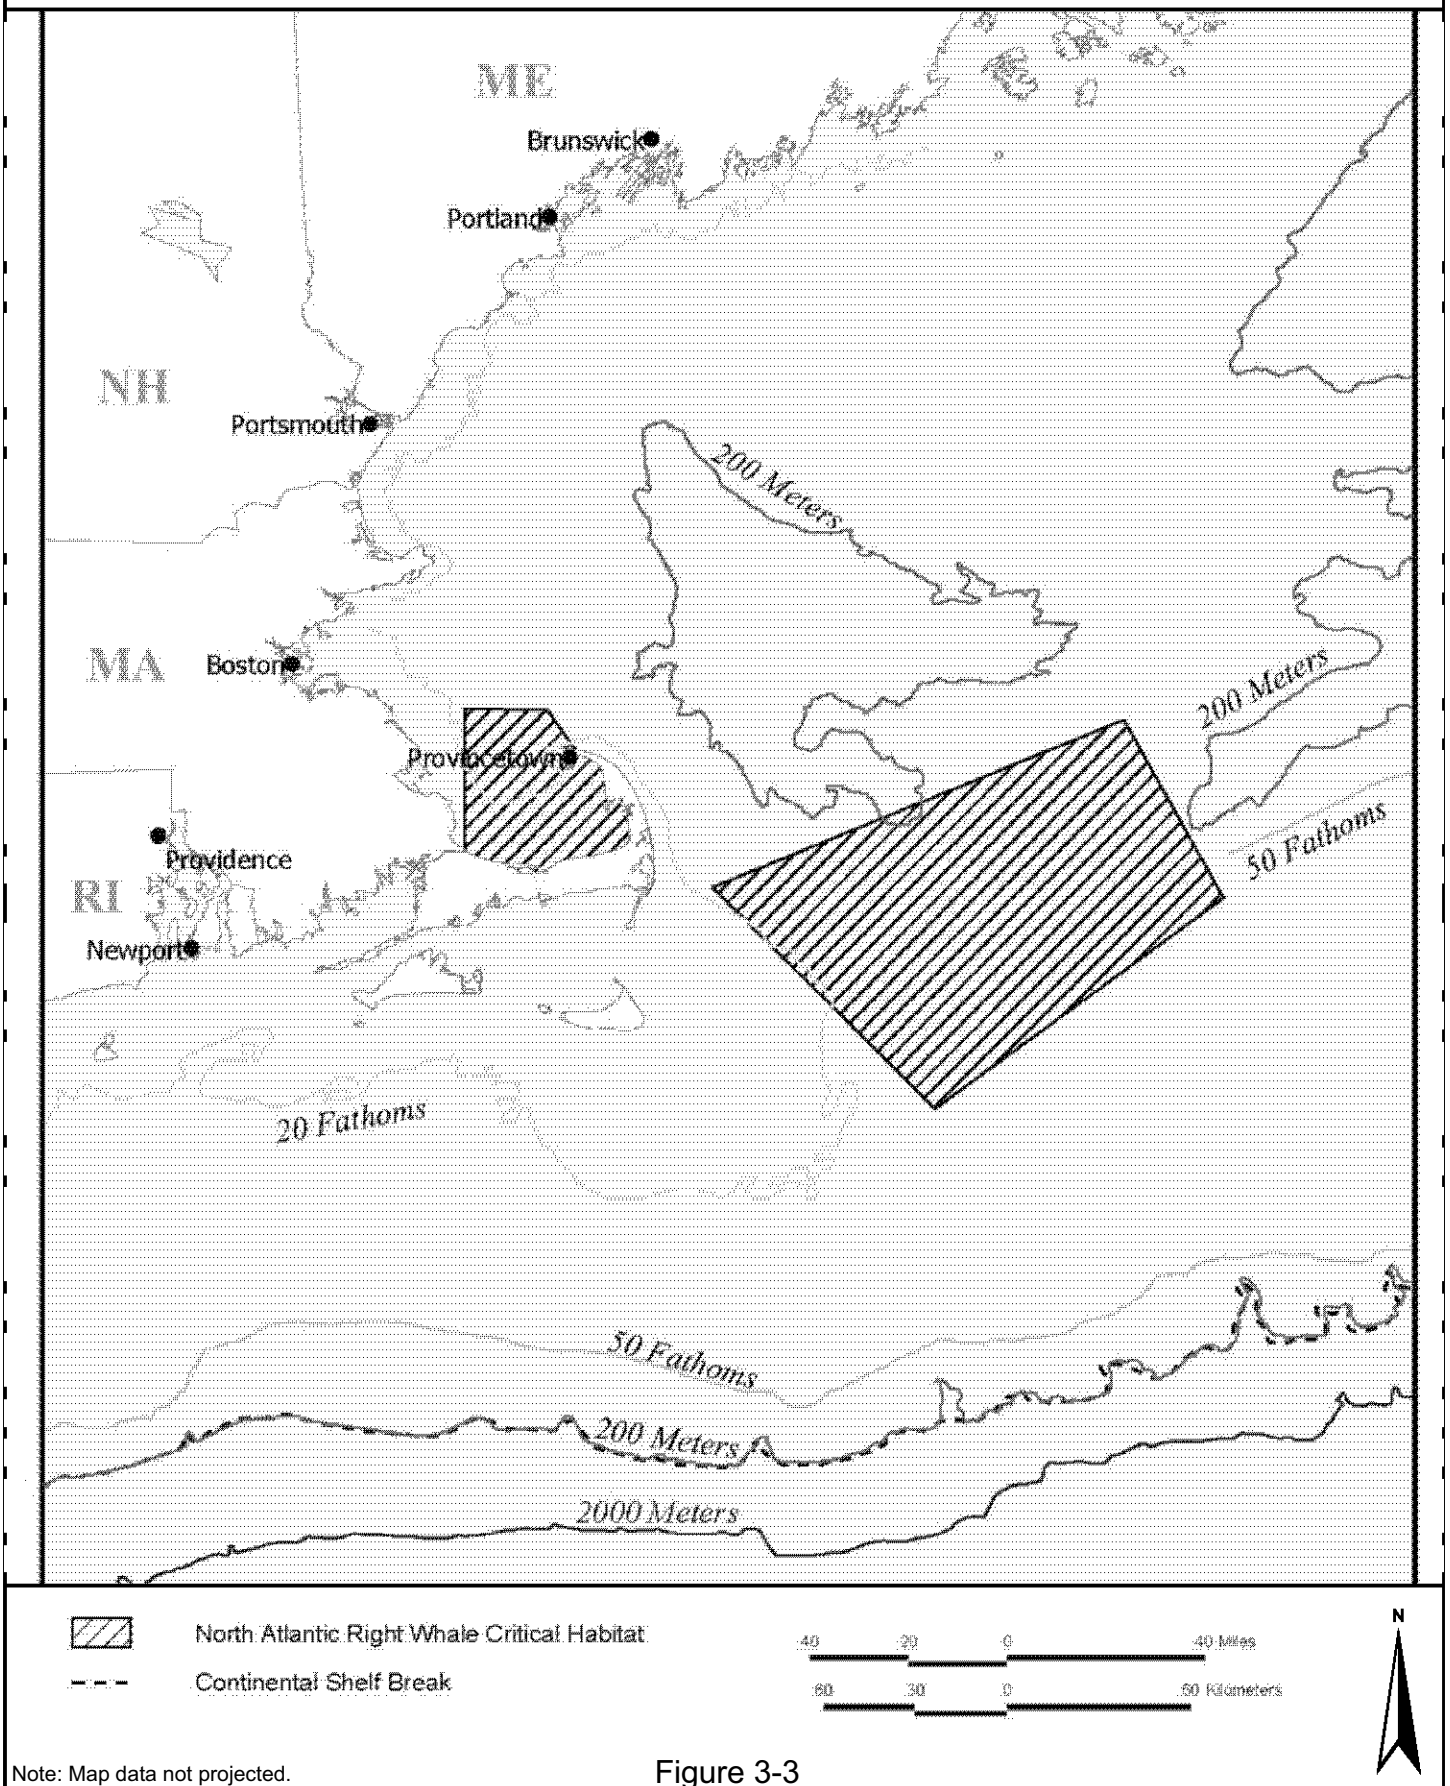 ME
Brunswick
Portland
NH
Portsmouth
200 Meters
MA
Boston
200 Meters
Provincetown
50 Fathoms
Providence
RI
Newport
20 Fathoms
50 Fathoms
200 Meters
2000 Meters
North Atlantic Right Whale Critical Habitat
Continental Shelf Break
40 20 0 40 Miles
60 30 0 60 Kilometers
N
Note: Map data not projected.
Figure 3-3